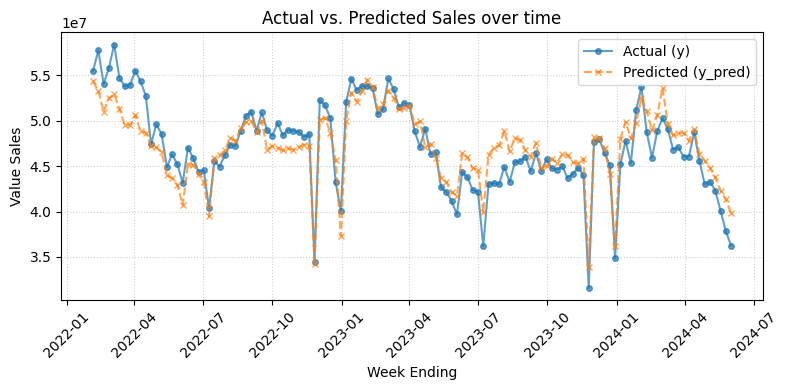 Actual vs. Predicted Sales over time
1e7
Actual (y)
Predicted (y_pred)
5.5
5.0
4.5
4.0
3.5
Value Sales
2022-01
2022-04
2022-07
2022-10
2023-01
2023-04
2023-07
2023-10
2024-01
2024-04
2024-07
Week Ending